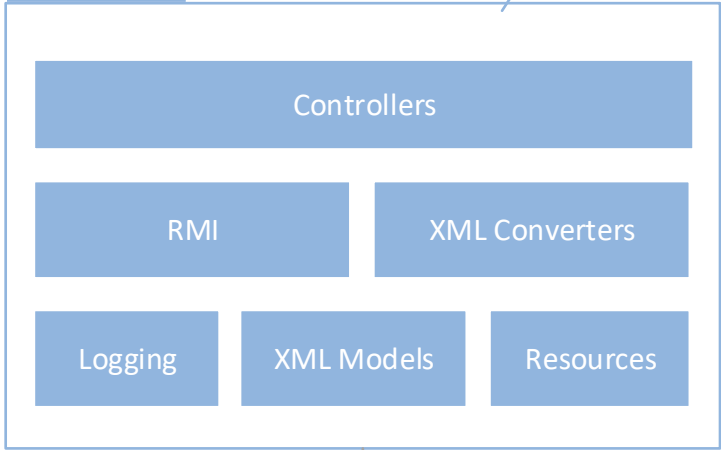 Controllers
RMI
XML Converters
Logging
XML Models
Resources